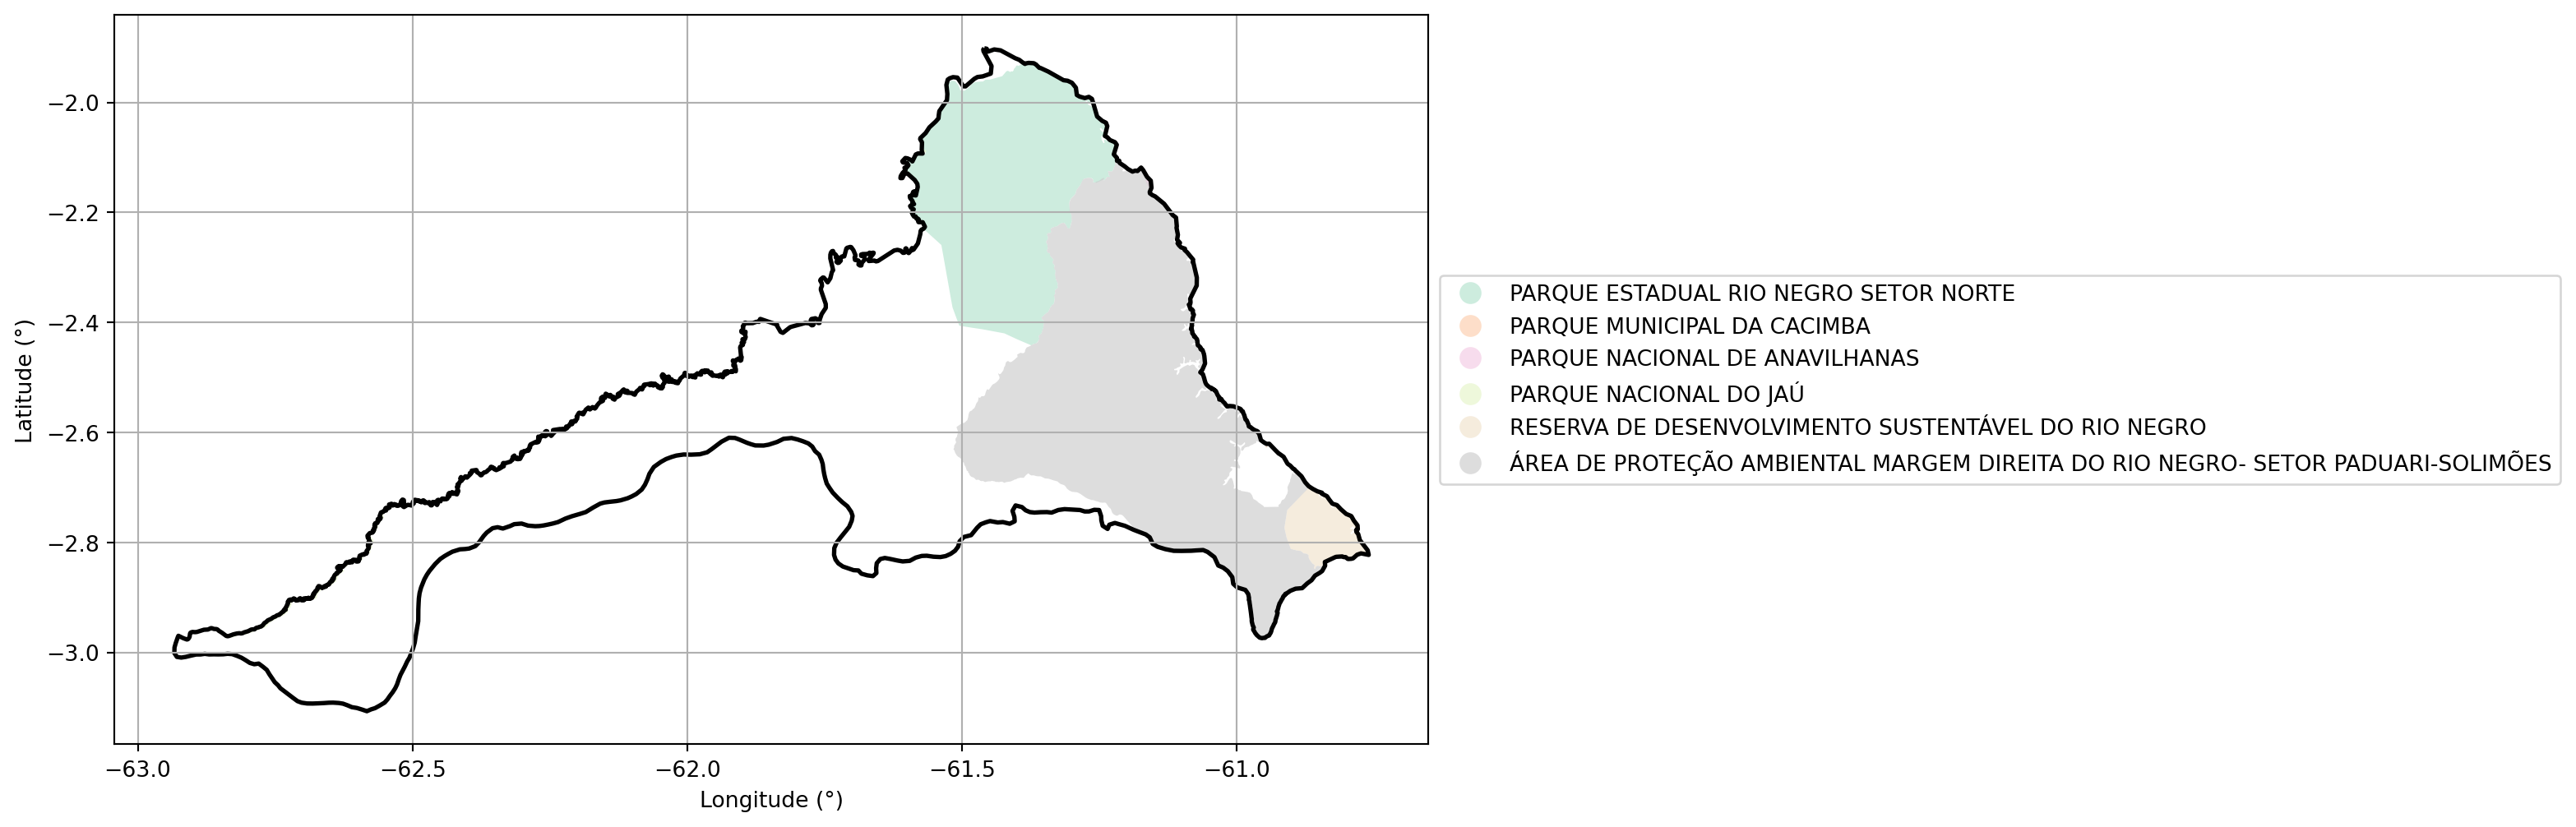 −2.0
−2.2
−2.4
−2.6
−2.8
−3.0
Latitude (°)
−63.0 −62.5 −62.0 −61.5 −61.0
Longitude (°)
PARQUE ESTADUAL RIO NEGRO SETOR NORTE
PARQUE MUNICIPAL DA CACIMBA
PARQUE NACIONAL DE ANAVILHANAS
PARQUE NACIONAL DO JAÚ
RESERVA DE DESENVOLVIMENTO SUSTENTÁVEL DO RIO NEGRO
ÁREA DE PROTEÇÃO AMBIENTAL MARGEM DIREITA DO RIO NEGRO- SETOR PADUARI-SOLIMÕES